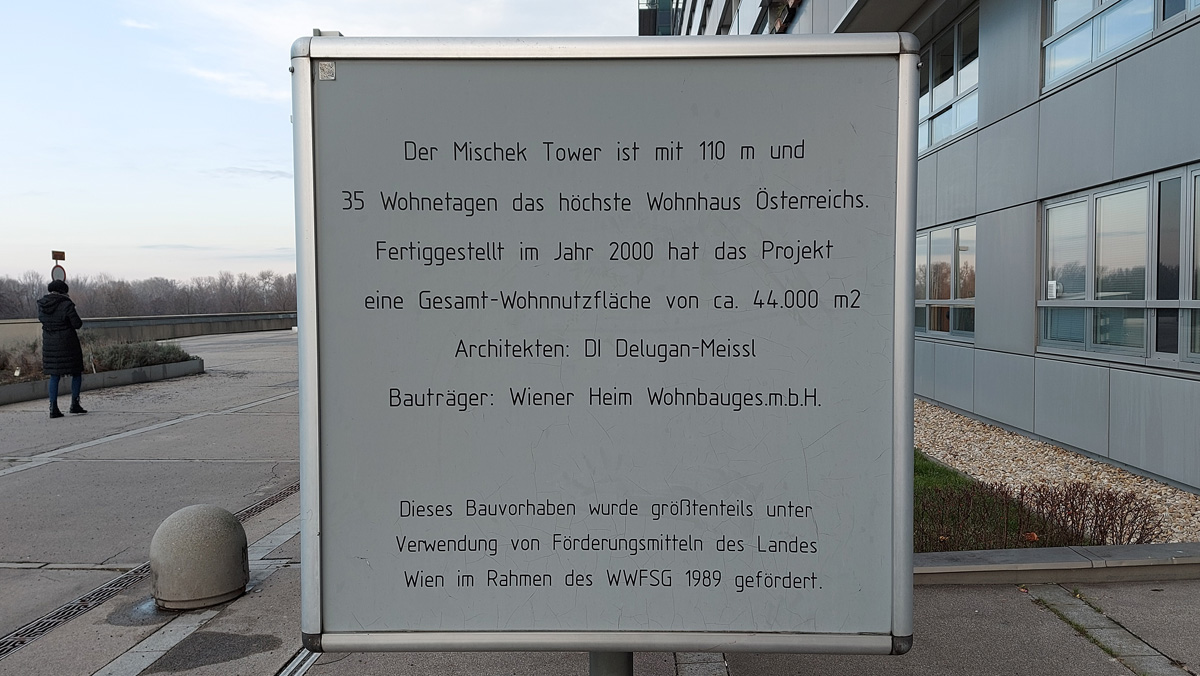 Der Mischek Tower ist mit 110 m und
35 Wohnetagen das höchste Wohnhaus Österreichs.
Fertiggestellt im Jahr 2000 hat das Projekt
eine Gesamt-Wohnnutzfläche von ca. 44.000 m2
Architekten: DI Delugan-Meissl
Bauträger: Wiener Heim Wohnbauges.m.b.H.
Dieses Bauvorhaben wurde größtenteils unter
Verwendung von Förderungsmitteln des Landes
Wien im Rahmen des WWFSG 1989 gefördert.